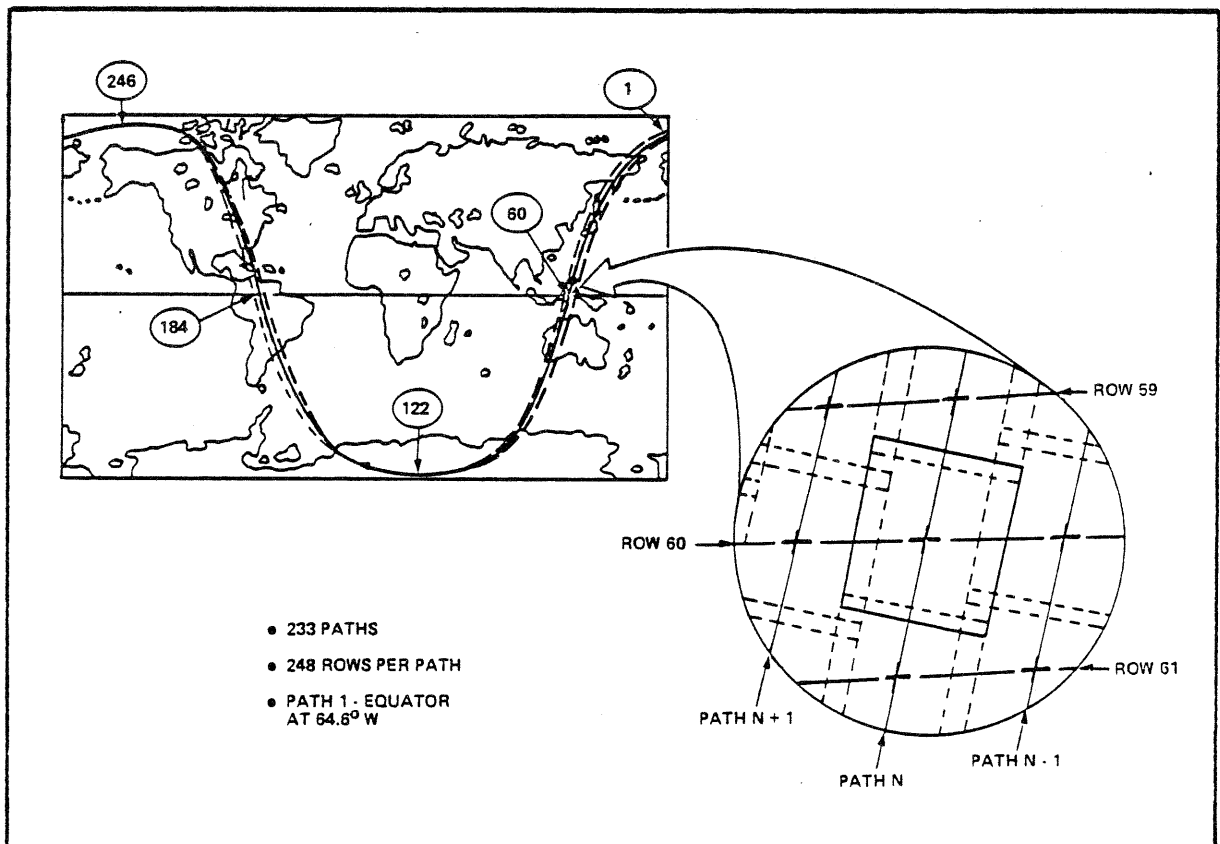 246
1
60
184
122
ROW 59
ROW 60
ROW 61
PATH N + 1
PATH N
PATH N - 1
• 233 PATHS
• 248 ROWS PER PATH
• PATH 1 - EQUATOR
AT 64.6° W